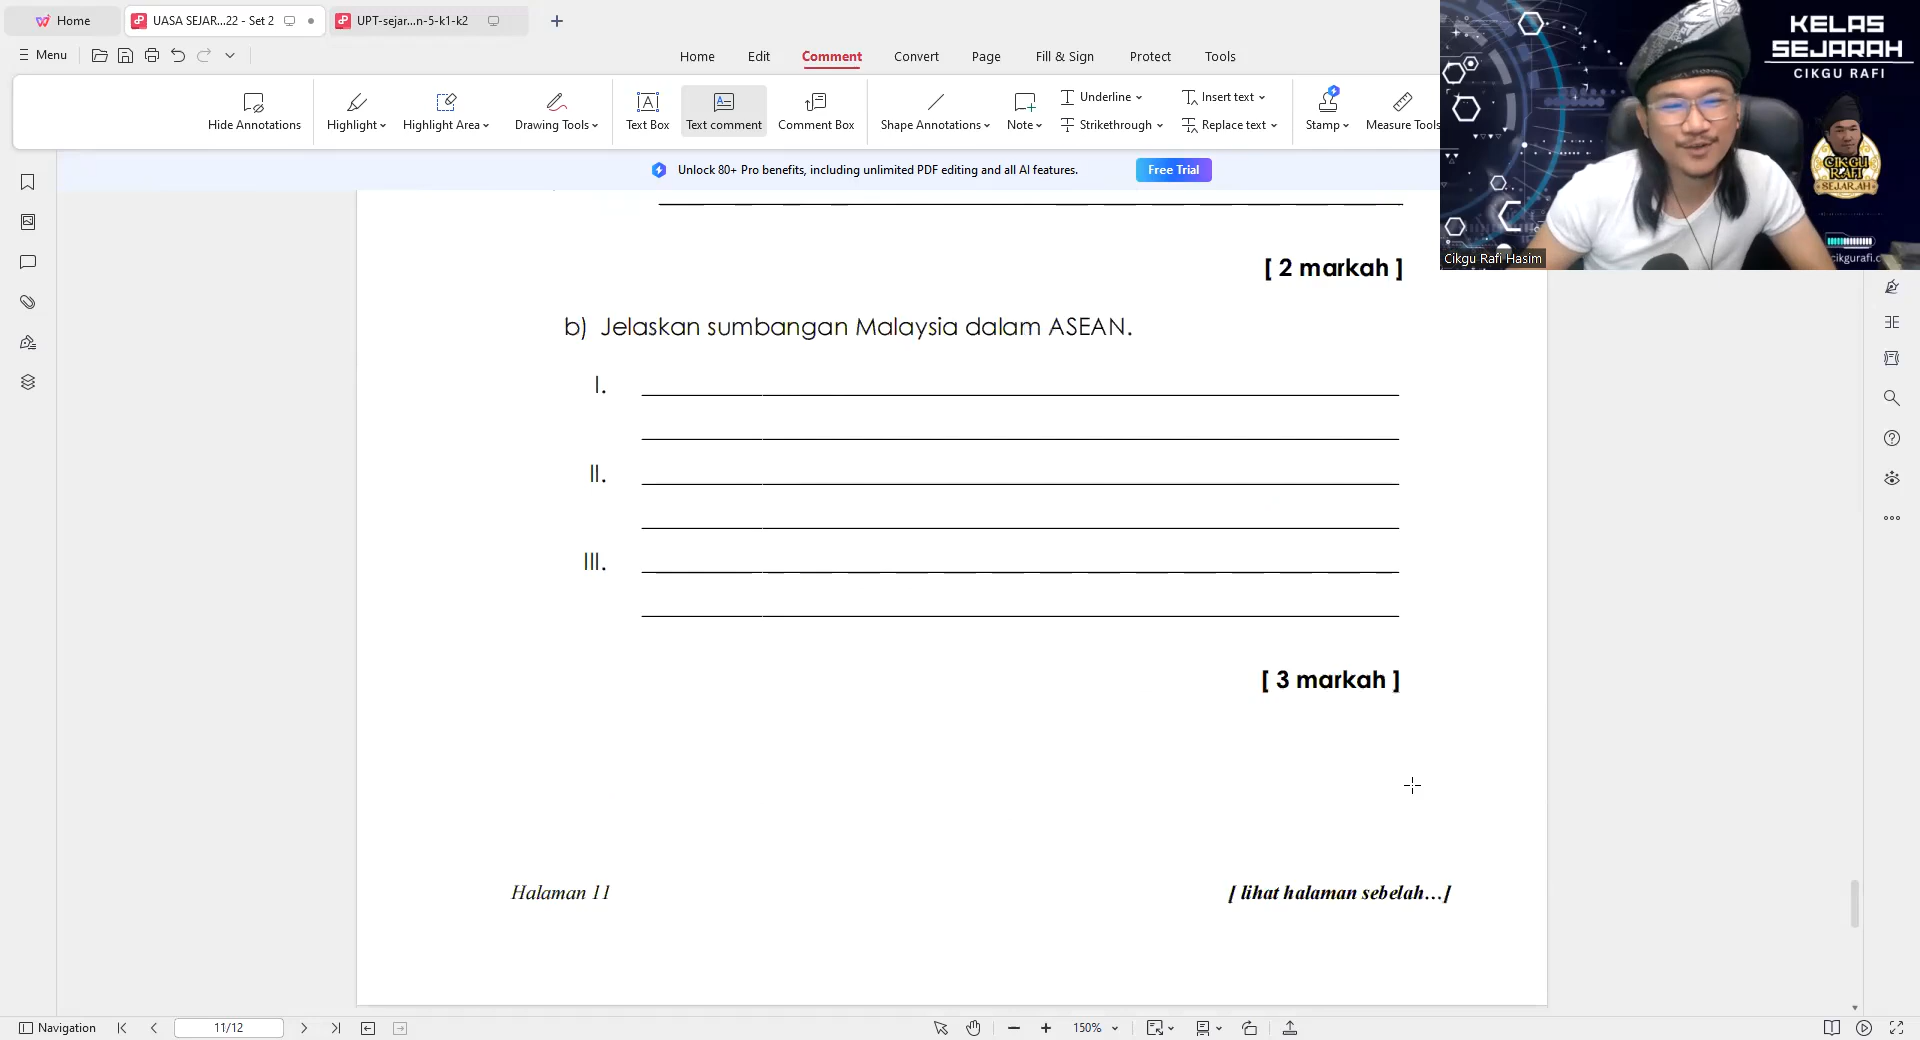 Home
UASA SEJAR...22 - Set 2
UPT-sejar...n-5-k1-k2
Menu
Home
Edit
Comment
Convert
Page
Fill & Sign
Protect
Tools
Hide Annotations
Highlight
Highlight Area
Drawing Tools
Text Box
Text comment
Comment Box
Shape Annotations
Note
Underline
Strikethrough
Insert text
Replace text
Stamp
Measure Tools
Unlock 80+ Pro benefits, including unlimited PDF editing and all AI features.
Free Trial
KELAS
SEJARAH
CIKGU RAFI
CIKGU
RAFI
SEJARAH
cikgurafi.c
Cikgu Rafi Hasim
[ 2 markah ]
b) Jelaskan sumbangan Malaysia dalam ASEAN.
I.
II.
III.
[ 3 markah ]
Halaman 11
[ lihat halaman sebelah...]
Navigation
11/12
150%